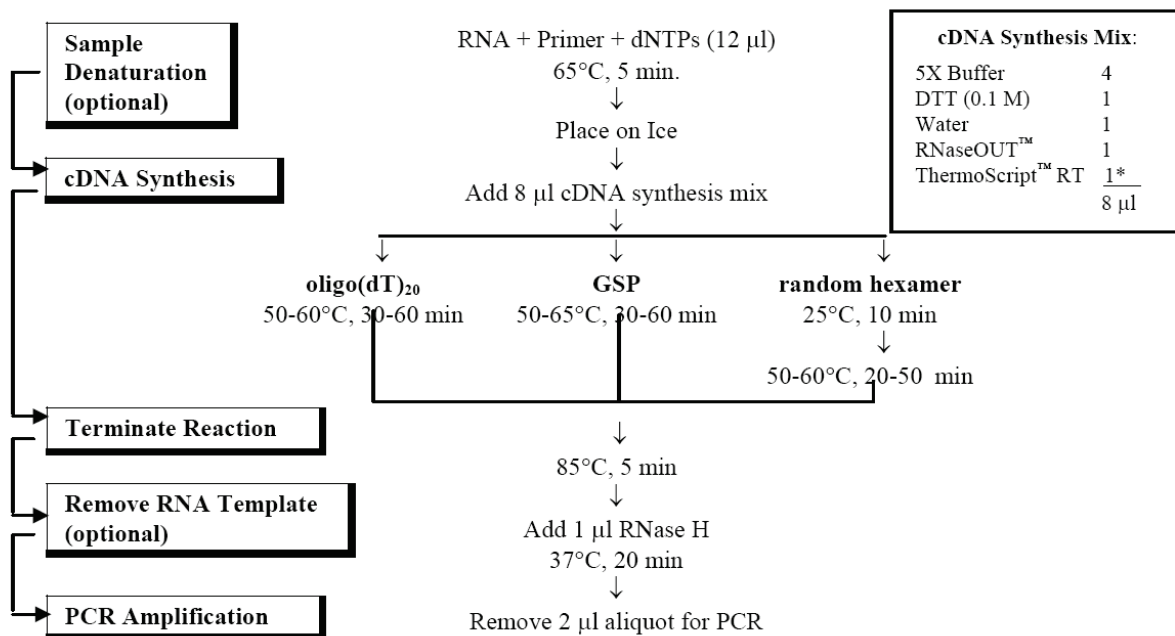 Sample
Denaturation
(optional)
cDNA Synthesis
Terminate Reaction
Remove RNA Template
(optional)
PCR Amplification
RNA + Primer + dNTPs (12 µl)
65°C, 5 min.
↓
Place on Ice
↓
Add 8 µl cDNA synthesis mix
↓
↓ ↓ ↓
oligo(dT)₂₀ GSP random hexamer
50-60°C, 30-60 min 50-65°C, 30-60 min 25°C, 10 min
↓
50-60°C, 20-50 min
↓
85°C, 5 min
↓
Add 1 µl RNase H
37°C, 20 min
↓
Remove 2 µl aliquot for PCR
cDNA Synthesis Mix:
5X Buffer 4
DTT (0.1 M) 1
Water 1
RNaseOUT™ 1
ThermoScript™ RT 1*
8 µl